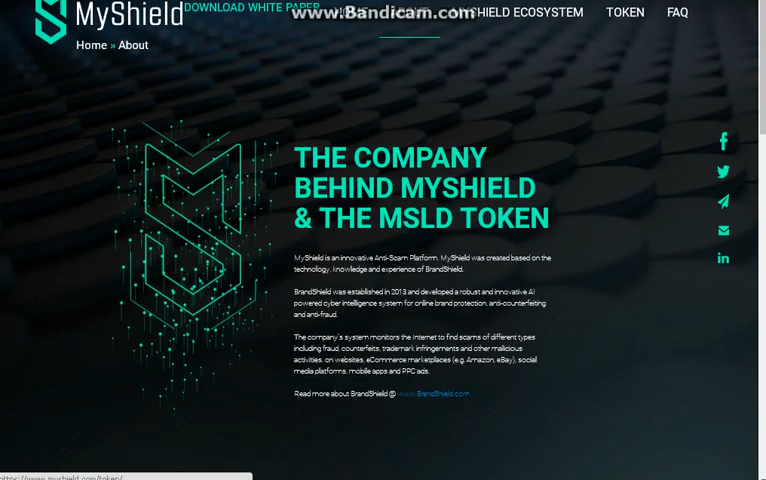 MyShield
DOWNLOAD WHITE PAPER
www.Bandicam.com
MYSHIELD ECOSYSTEM
TOKEN
FAQ
Home » About
THE COMPANY
BEHIND MYSHIELD
& THE MSLD TOKEN
MyShield is an innovative Anti-Scam Platform. MyShield was created based on the
technology, knowledge and experience of BrandShield.
BrandShield was established in 2013 and developed a robust and innovative AI
powered cyber intelligence system for online brand protection, anti-counterfeiting
and anti-fraud.
The company's system monitors the Internet to find scams of different types
including fraud, counterfeits, trademark infringements and other malicious
activities, on websites, eCommerce marketplaces (e.g. Amazon, eBay), social
media platforms, mobile apps and PPC ads.
Read more about BrandShield @ www.BrandShield.com
https://www.myshield.com/token/